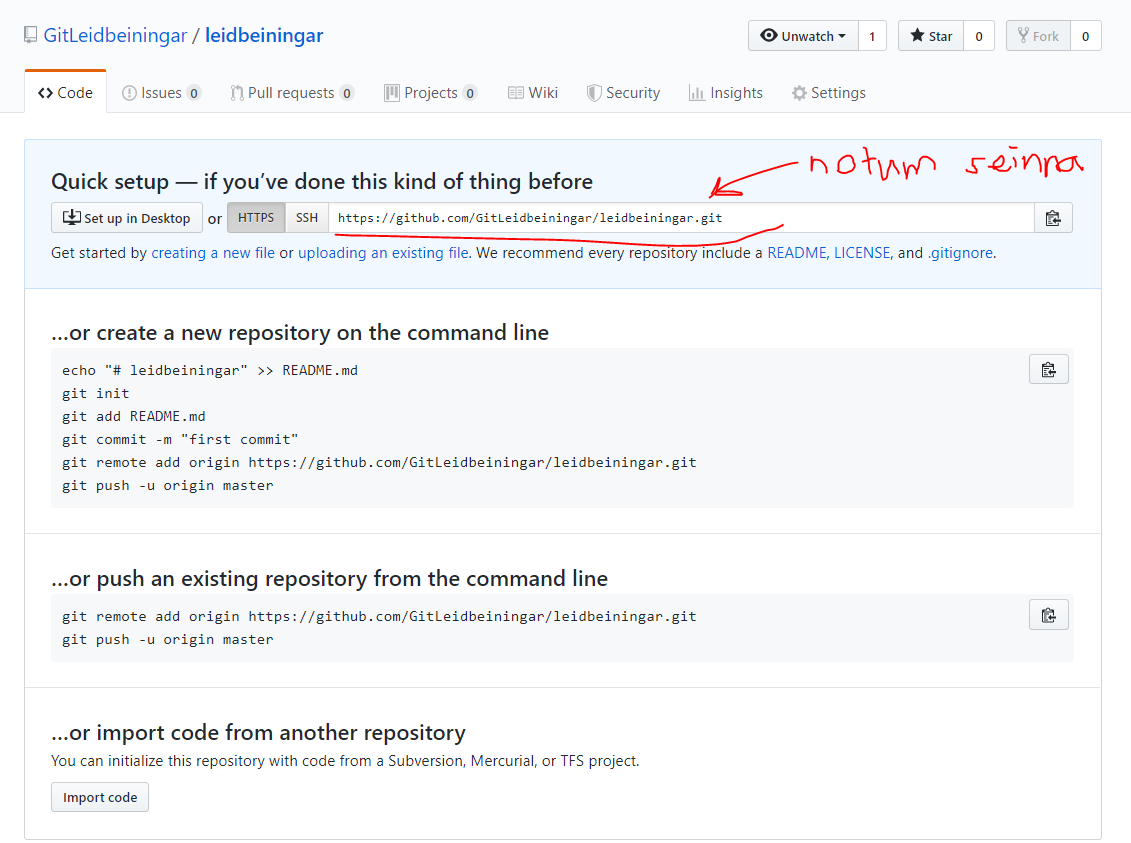 GitLeidbeiningar / leidbeiningar
Unwatch 1 Star 0 Fork 0
Code Issues 0 Pull requests 0 Projects 0 Wiki Security Insights Settings
notum seinna
Quick setup — if you’ve done this kind of thing before
Set up in Desktop or HTTPS SSH https://github.com/GitLeidbeiningar/leidbeiningar.git
Get started by creating a new file or uploading an existing file. We recommend every repository include a README, LICENSE, and .gitignore.
…or create a new repository on the command line
echo "# leidbeiningar" >> README.md
git init
git add README.md
git commit -m "first commit"
git remote add origin https://github.com/GitLeidbeiningar/leidbeiningar.git
git push -u origin master
…or push an existing repository from the command line
git remote add origin https://github.com/GitLeidbeiningar/leidbeiningar.git
git push -u origin master
…or import code from another repository
You can initialize this repository with code from a Subversion, Mercurial, or TFS project.
Import code